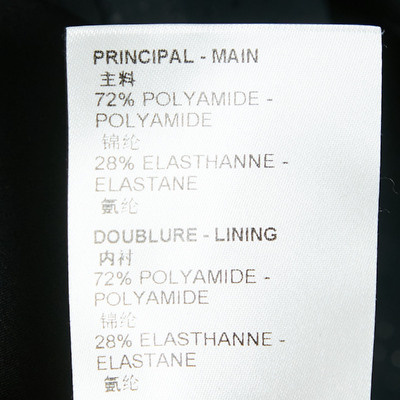 PRINCIPAL - MAIN
主料
72% POLYAMIDE -
POLYAMIDE
锦纶
28% ELASTHANNE -
ELASTANE
氨纶
DOUBLURE - LINING
内衬
72% POLYAMIDE -
POLYAMIDE
锦纶
28% ELASTHANNE -
ELASTANE
氨纶